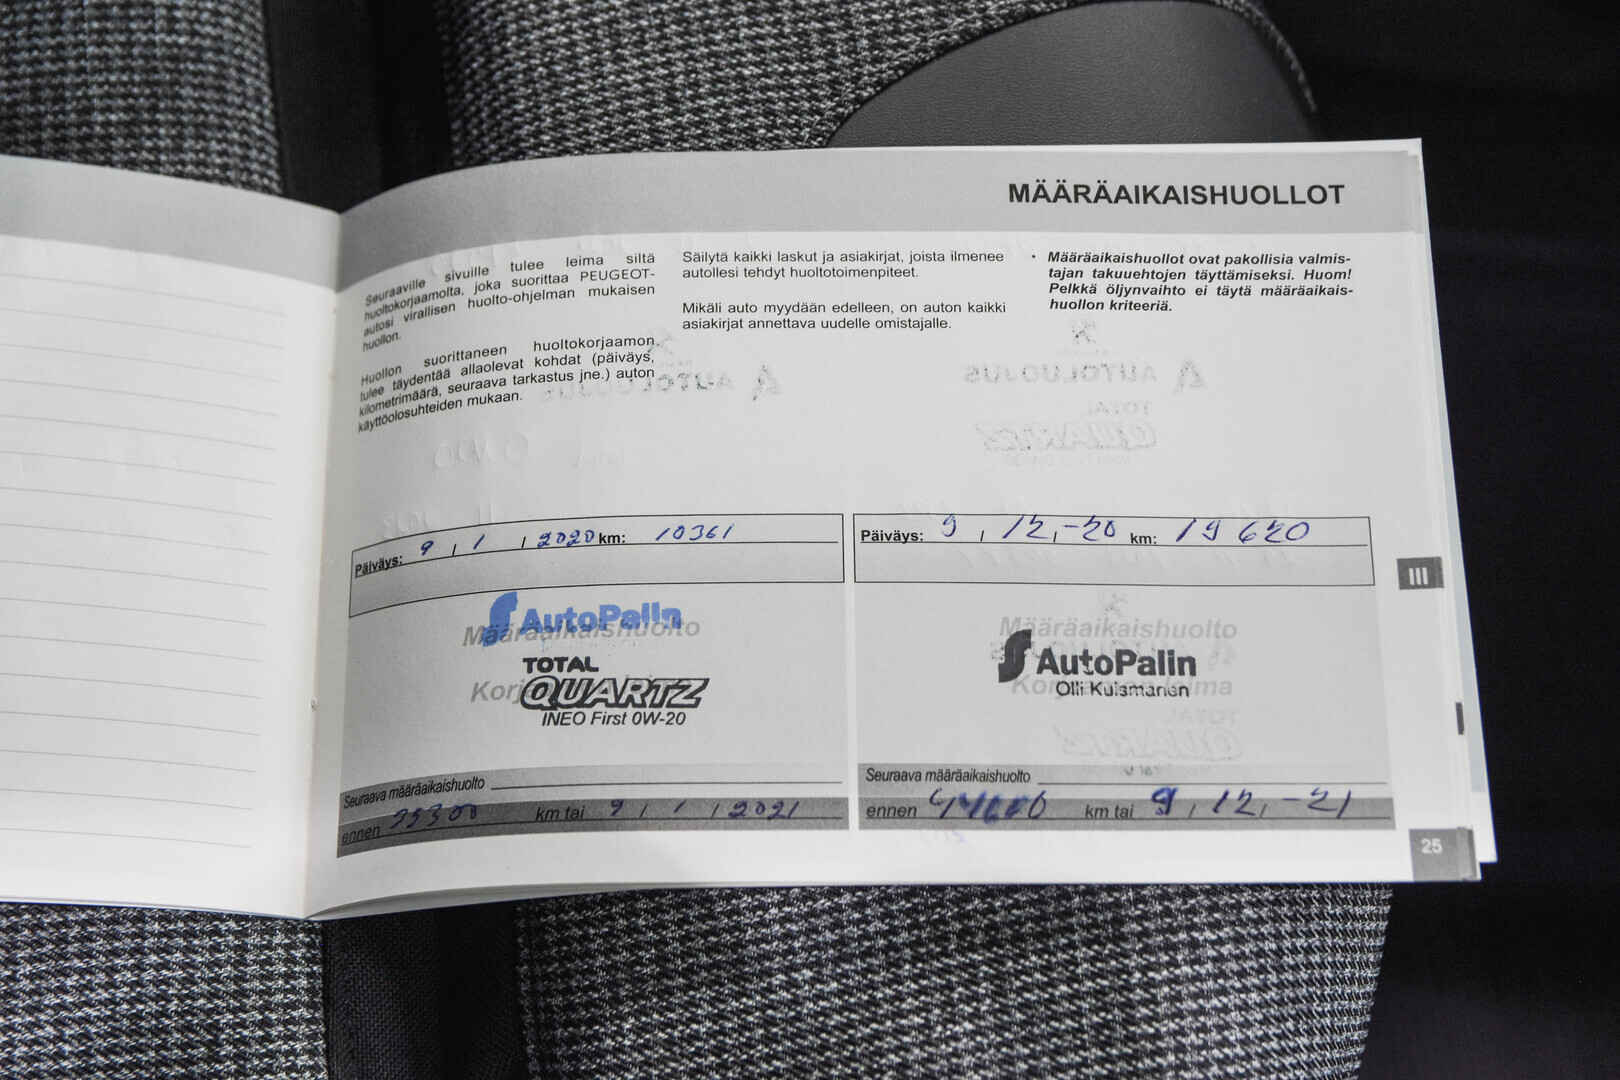 MÄÄRÄAIKAISHUOLLOT
Seuraaville sivuille tulee leima siltä
huoltokorjaamolta, joka suorittaa PEUGEOT-
autosi virallisen huolto-ohjelman mukaisen
huollon.
Huollon suorittaneen huoltokorjaamon
tulee täydentää allaolevat kohdat (päiväys,
kilometrimäärä, seuraava tarkastus jne.) auton
käyttöolosuhteiden mukaan.
Säilytä kaikki laskut ja asiakirjat, joista ilmenee
autollesi tehdyt huoltotoimenpiteet.
Mikäli auto myydään edelleen, on auton kaikki
asiakirjat annettava uudelle omistajalle.
• Määräaikaishuollot ovat pakollisia valmis-
tajan takuuehtojen täyttämiseksi. Huom!
Pelkkä öljynvaihto ei täytä määräaikais-
huollon kriteeriä.
Päiväys: 9 / 1 / 2020 km: 10361
AutoPalin
Määräaikaishuolto
TOTAL
QUARTZ
INEO First 0W-20
Seuraava määräaikaishuolto
ennen 35300 km tai 9 / 1 / 2021
Päiväys: 9 / 12 / -20 km: 19620
Määräaikaishuolto
AutoPalin
Korjaamon leima
Olli Kuismanen
Seuraava määräaikaishuolto
ennen km tai 9 / 12 / -21
III
25